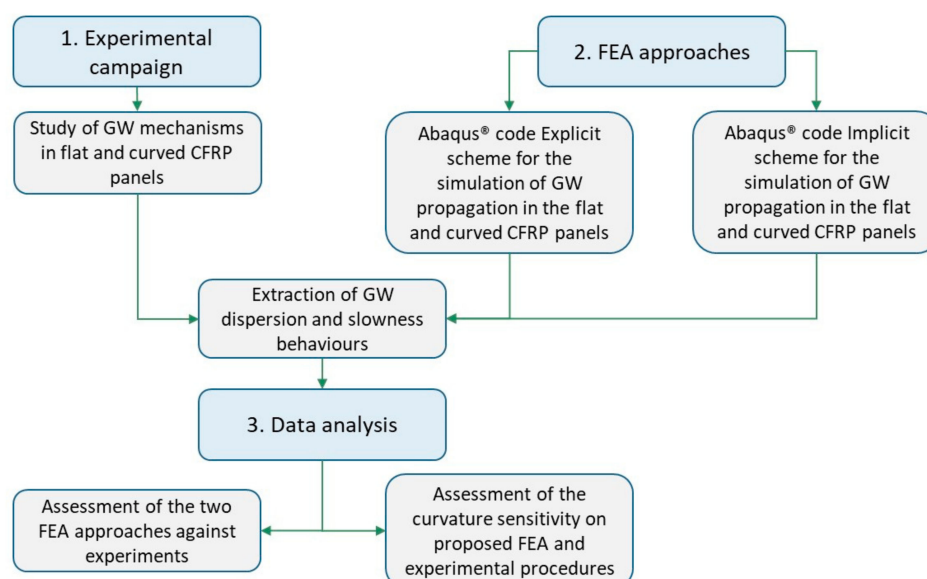 1. Experimental
campaign
2. FEA approaches
Study of GW mechanisms
in flat and curved CFRP
panels
Abaqus® code Explicit
scheme for the
simulation of GW
propagation in the flat
and curved CFRP panels
Abaqus® code Implicit
scheme for the
simulation of GW
propagation in the flat
and curved CFRP panels
Extraction of GW
dispersion and slowness
behaviours
3. Data analysis
Assessment of the two
FEA approaches against
experiments
Assessment of the
curvature sensitivity on
proposed FEA and
experimental procedures